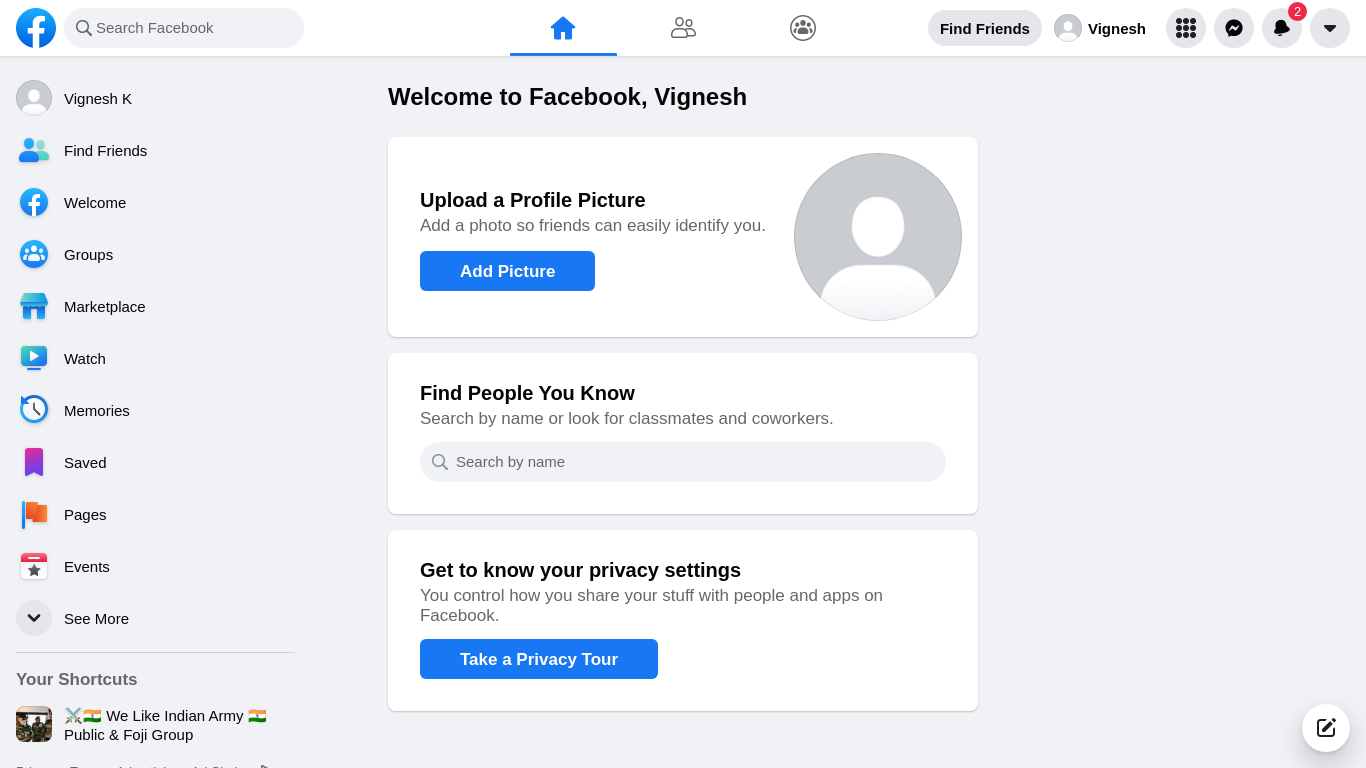 Search Facebook
Find Friends
Vignesh
2
Vignesh K
Find Friends
Welcome
Groups
Marketplace
Watch
Memories
Saved
Pages
Events
See More
Your Shortcuts
⚔️🇮🇳 We Like Indian Army 🇮🇳
Public & Foji Group
Welcome to Facebook, Vignesh
Upload a Profile Picture
Add a photo so friends can easily identify you.
Add Picture
Find People You Know
Search by name or look for classmates and coworkers.
Search by name
Get to know your privacy settings
You control how you share your stuff with people and apps on
Facebook.
Take a Privacy Tour